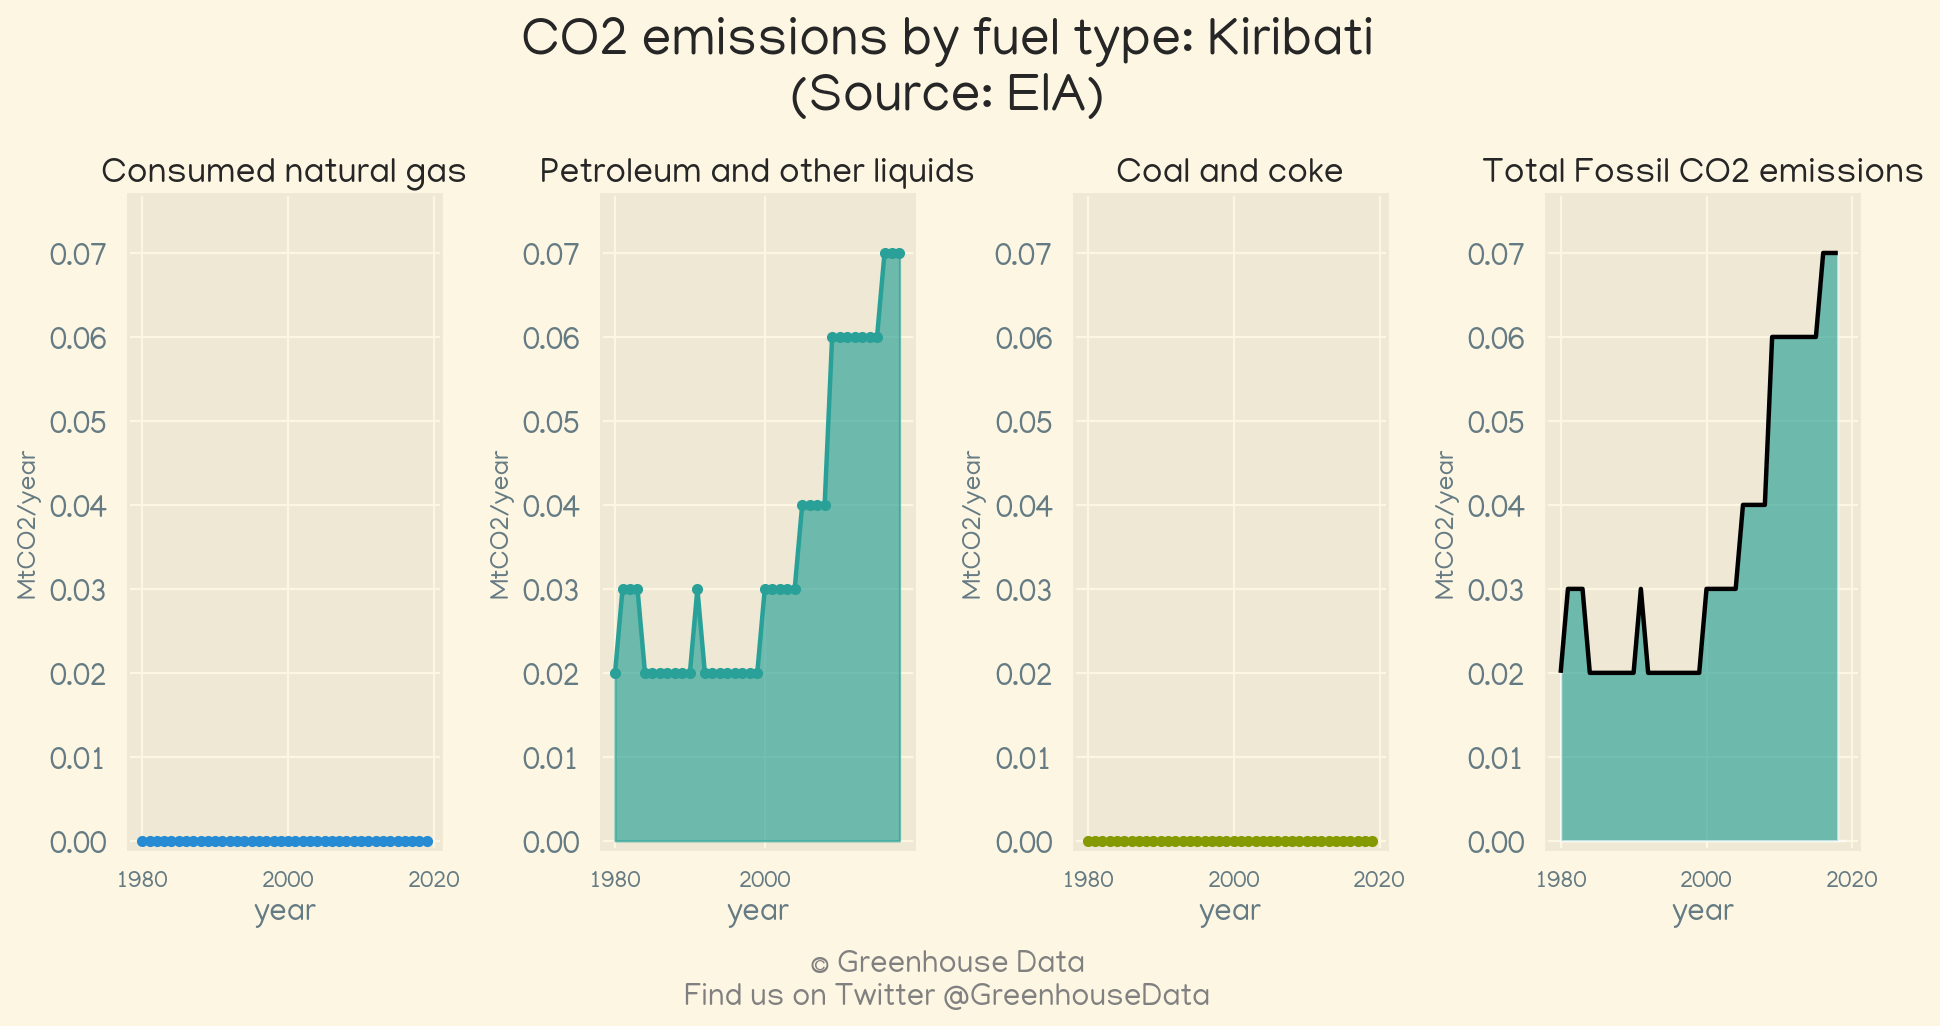 CO2 emissions by fuel type: Kiribati
(Source: EIA)
Consumed natural gas
MtCO2/year
0.07
0.06
0.05
0.04
0.03
0.02
0.01
0.00
1980 2000 2020
year
Petroleum and other liquids
MtCO2/year
0.07
0.06
0.05
0.04
0.03
0.02
0.01
0.00
1980 2000
year
Coal and coke
MtCO2/year
0.07
0.06
0.05
0.04
0.03
0.02
0.01
0.00
1980 2000 2020
year
Total Fossil CO2 emissions
MtCO2/year
0.07
0.06
0.05
0.04
0.03
0.02
0.01
0.00
1980 2000 2020
year
© Greenhouse Data
Find us on Twitter @GreenhouseData